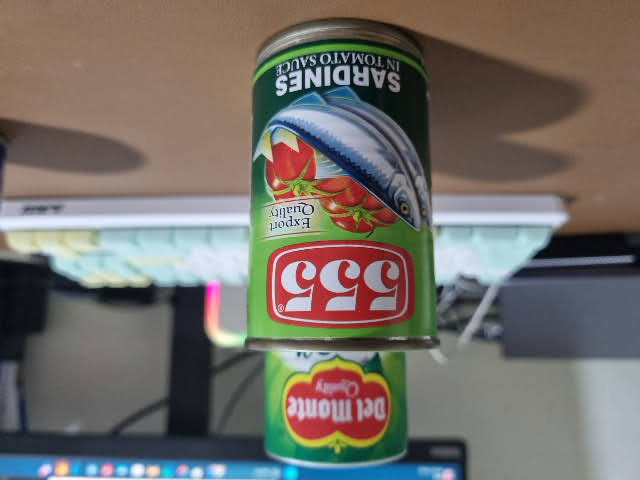 Del Monte
Quality
555®
Export
Quality
SARDINES
IN TOMATO SAUCE